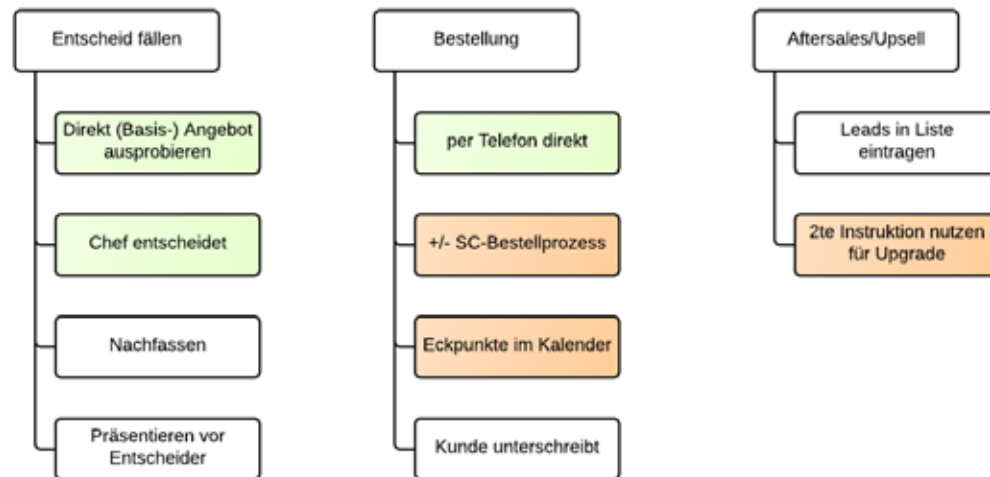 Entscheid fällen
Direkt (Basis-) Angebot
ausprobieren
Chef entscheidet
Nachfassen
Präsentieren vor
Entscheider
Bestellung
per Telefon direkt
+/- SC-Bestellprozess
Eckpunkte im Kalender
Kunde unterschreibt
Aftersales/Upsell
Leads in Liste
eintragen
2te Instruktion nutzen
für Upgrade